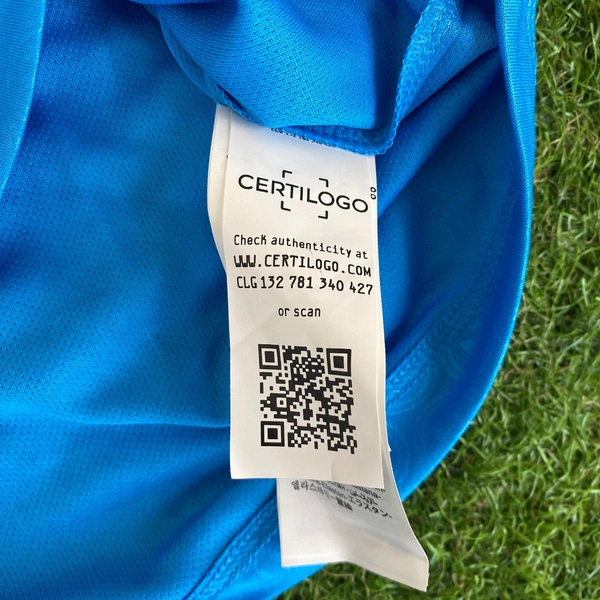 CERTILOGO
Check authenticity at
WWW.CERTILOGO.COM
CLG 132 781 340 427
or scan